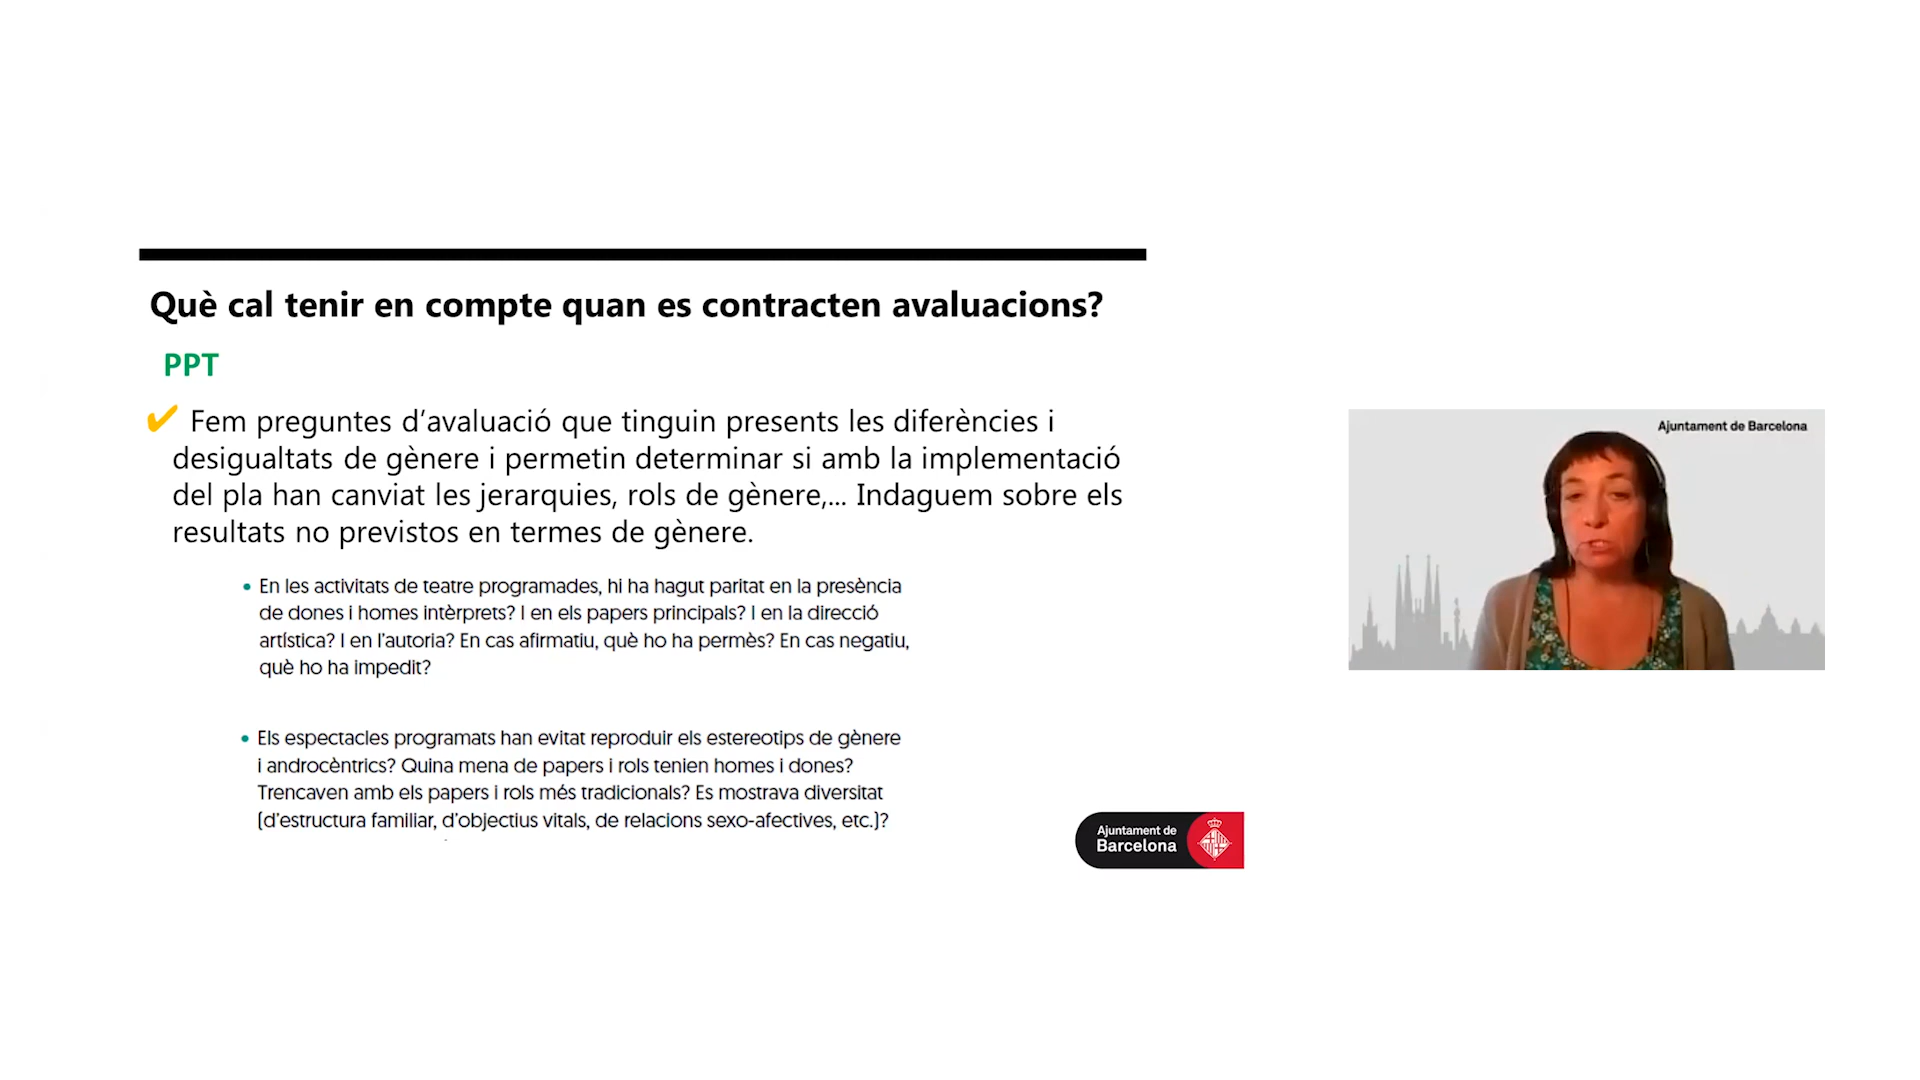 Què cal tenir en compte quan es contracten avaluacions?
PPT
✔ Fem preguntes d’avaluació que tinguin presents les diferències i
desigualtats de gènere i permetin determinar si amb la implementació
del pla han canviat les jerarquies, rols de gènere,... Indaguem sobre els
resultats no previstos en termes de gènere.
• En les activitats de teatre programades, hi ha hagut paritat en la presència
de dones i homes intèrprets? I en els papers principals? I en la direcció
artística? I en l’autoria? En cas afirmatiu, què ho ha permès? En cas negatiu,
què ho ha impedit?
• Els espectacles programats han evitat reproduir els estereotips de gènere
i androcèntrics? Quina mena de papers i rols tenien homes i dones?
Trencaven amb els papers i rols més tradicionals? Es mostrava diversitat
(d’estructura familiar, d’objectius vitals, de relacions sexo-afectives, etc.)?
Ajuntament de
Barcelona
Ajuntament de Barcelona